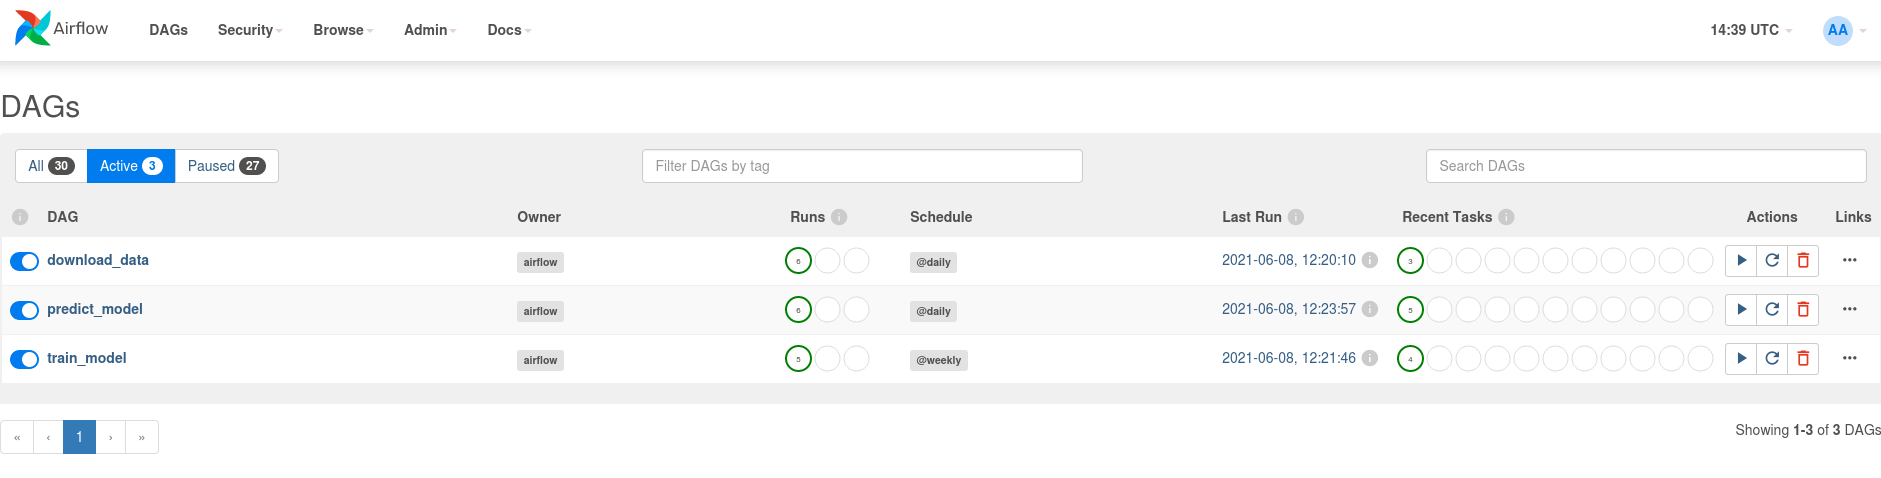 Airflow DAGs Security Browse Admin Docs 14:39 UTC AA
DAGs
All 30 Active 3 Paused 27 Filter DAGs by tag Search DAGs
i DAG Owner Runs i Schedule Last Run i Recent Tasks i Actions Links
download_data airflow 6 @daily 2021-06-08, 12:20:10 i 3
predict_model airflow 6 @daily 2021-06-08, 12:23:57 i 5
train_model airflow 5 @weekly 2021-06-08, 12:21:46 i 4
« ‹ 1 › » Showing 1-3 of 3 DAGs